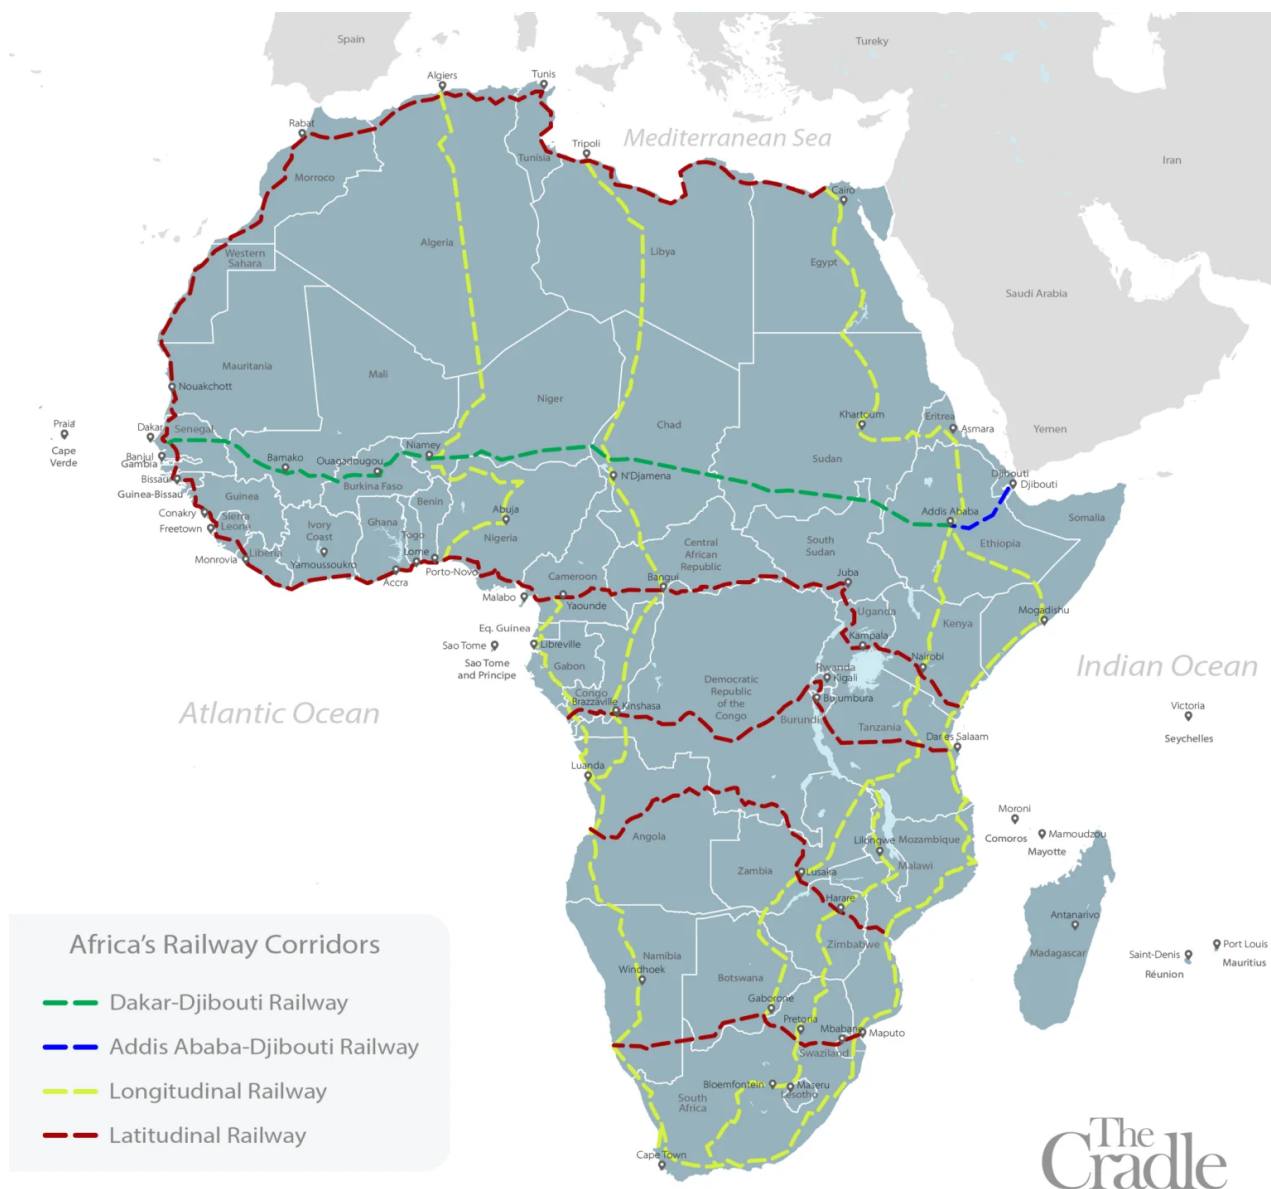 Spain
Tureky
Algiers
Tunis
Rabat
Mediterranean Sea
Tripoli
Tunisia
Iran
Morroco
Cairo
Algeria
Libya
Western
Sahara
Egypt
Saudi Arabia
Mauritania
Mali
Nouakchott
Niger
Chad
Khartoum
Eritrea
Asmara
Yemen
Praid
Cape
Verde
Dakar
Senegal
Niamey
Banjul
Gambia
Bamako
Ouagadougou
Sudan
Djibouti
Djibouti
N'Djamena
Bissau
Guinea-Bissau
Burkina Faso
Guinea
Benin
Conakry
Sierra
Leone
Freetown
Ivory
Coast
Ghana
Togo
Abuja
Nigeria
Addis Ababa
Somalia
Ethiopia
South
Sudan
Central
African
Republic
Monrovia
Liberia
Yamoussoukro
Lome
Accra
Porto-Novo
Cameroon
Bangui
Juba
Malabo
Yaounde
Uganda
Kenya
Mogadishu
Eq. Guinea
Sao Tome
Sao Tome
and Principe
Libreville
Gabon
Kampala
Nairobi
Rwanda
Kigali
Indian Ocean
Congo
Brazzaville
Kinshasa
Democratic
Republic
of the
Congo
Bujumbura
Burundi
Tanzania
Atlantic Ocean
Victoria
Seychelles
Dar es Salaam
Luanda
Moroni
Comoros
Mamoudzou
Mayotte
Angola
Lilongwe
Mozambique
Malawi
Zambia
Lusaka
Harare
Zimbabwe
Antanarivo
Madagascar
Port Louis
Mauritius
Saint-Denis
Réunion
Namibia
Windhoek
Botswana
Gaborone
Pretoria
Mbabane
Maputo
Swaziland
Bloemfontein
Maseru
Lesotho
South
Africa
Cape Town
Africa's Railway Corridors
Dakar-Djibouti Railway
Addis Ababa-Djibouti Railway
Longitudinal Railway
Latitudinal Railway
The
Cradle